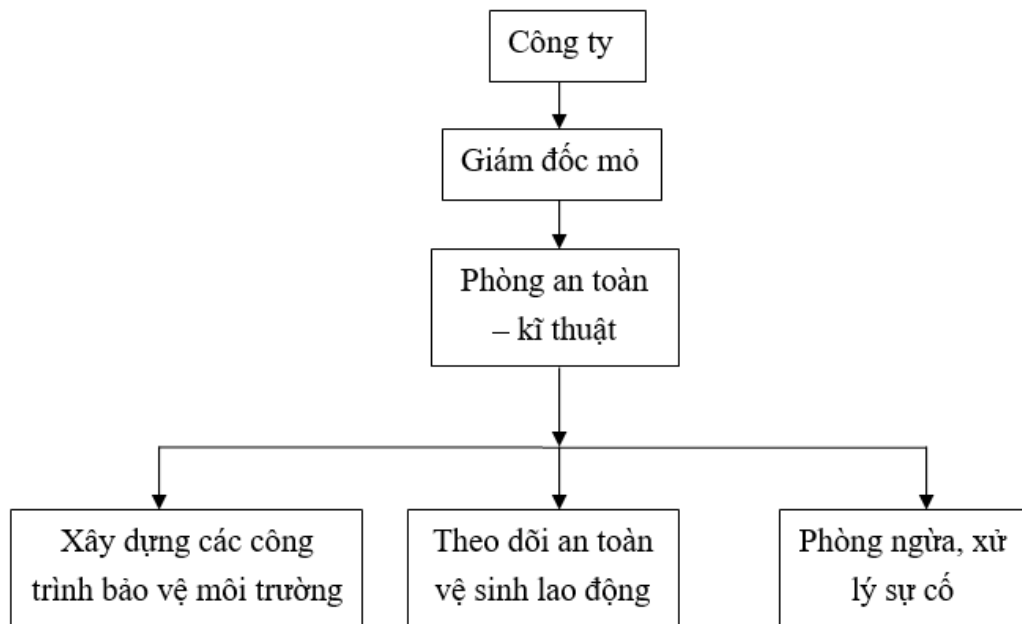 Công ty
Giám đốc mỏ
Phòng an toàn
– kĩ thuật
Xây dựng các công
trình bảo vệ môi trường
Theo dõi an toàn
vệ sinh lao động
Phòng ngừa, xử
lý sự cố